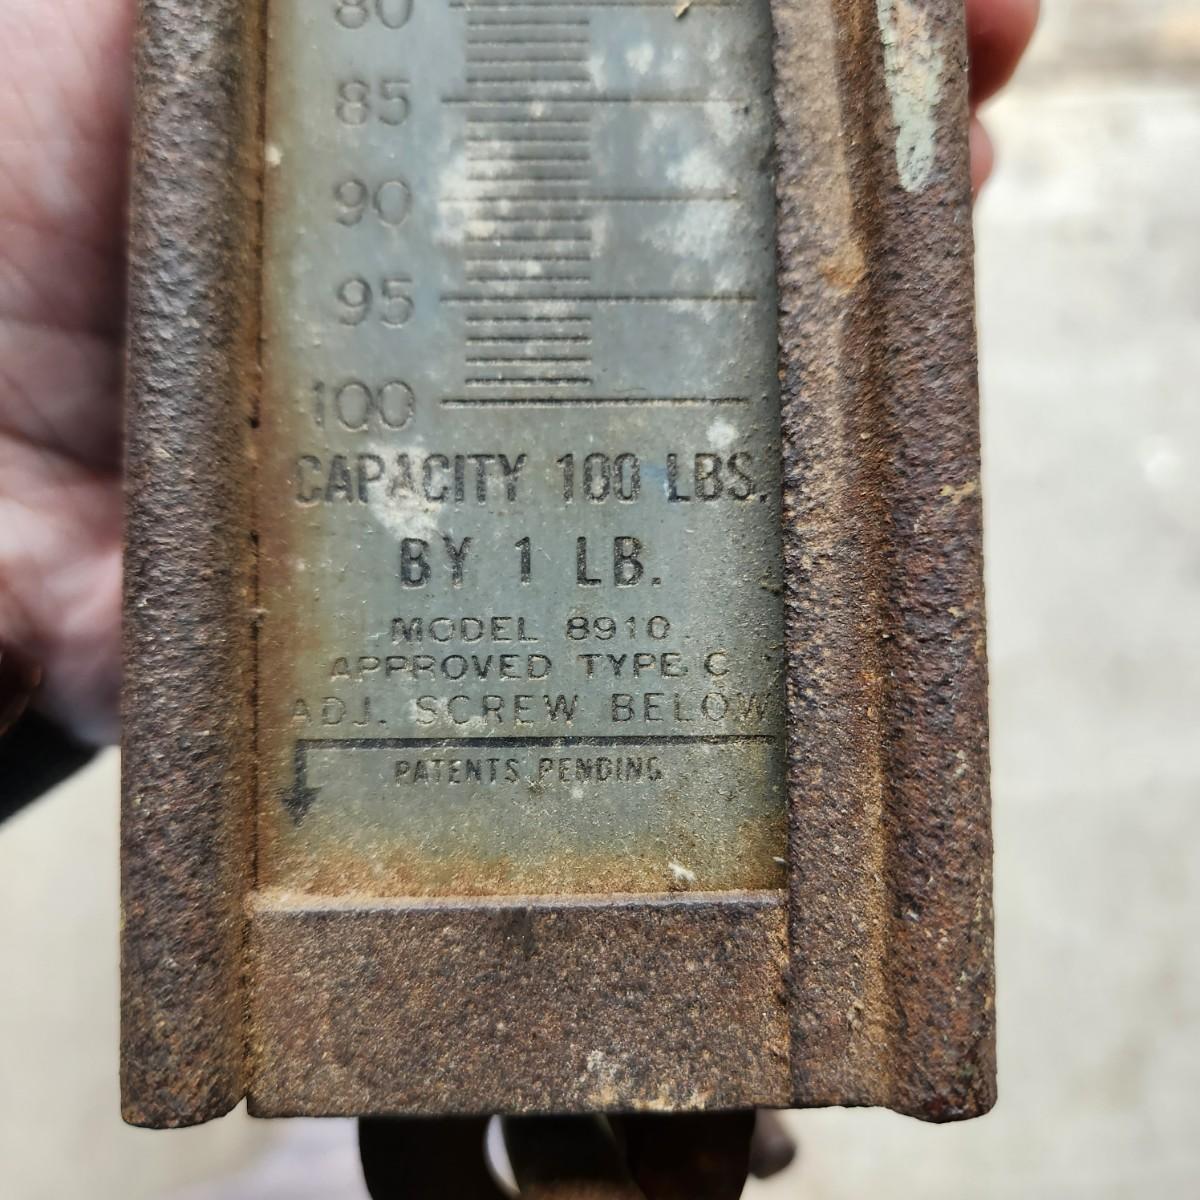 80
85
90
95
100
CAPACITY 100 LBS.
BY 1 LB.
MODEL 8910
APPROVED TYPE C
ADJ. SCREW BELOW
PATENTS PENDING